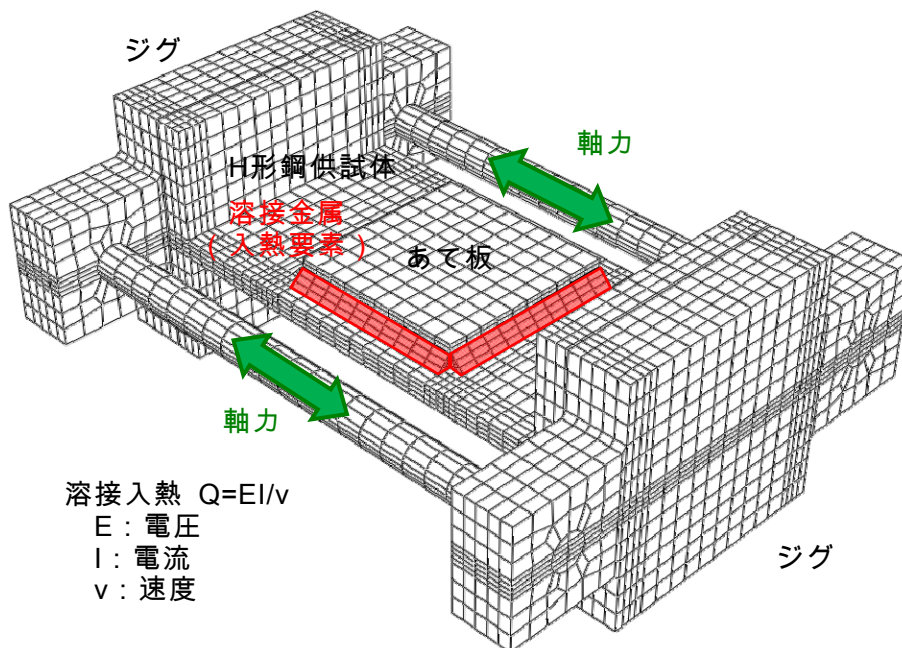 ジグ
軸力
H形鋼供試体
溶接金属
(入熱要素)
あて板
軸力
溶接入熱 Q=EI/v
E:電圧
I:電流
v:速度
ジグ